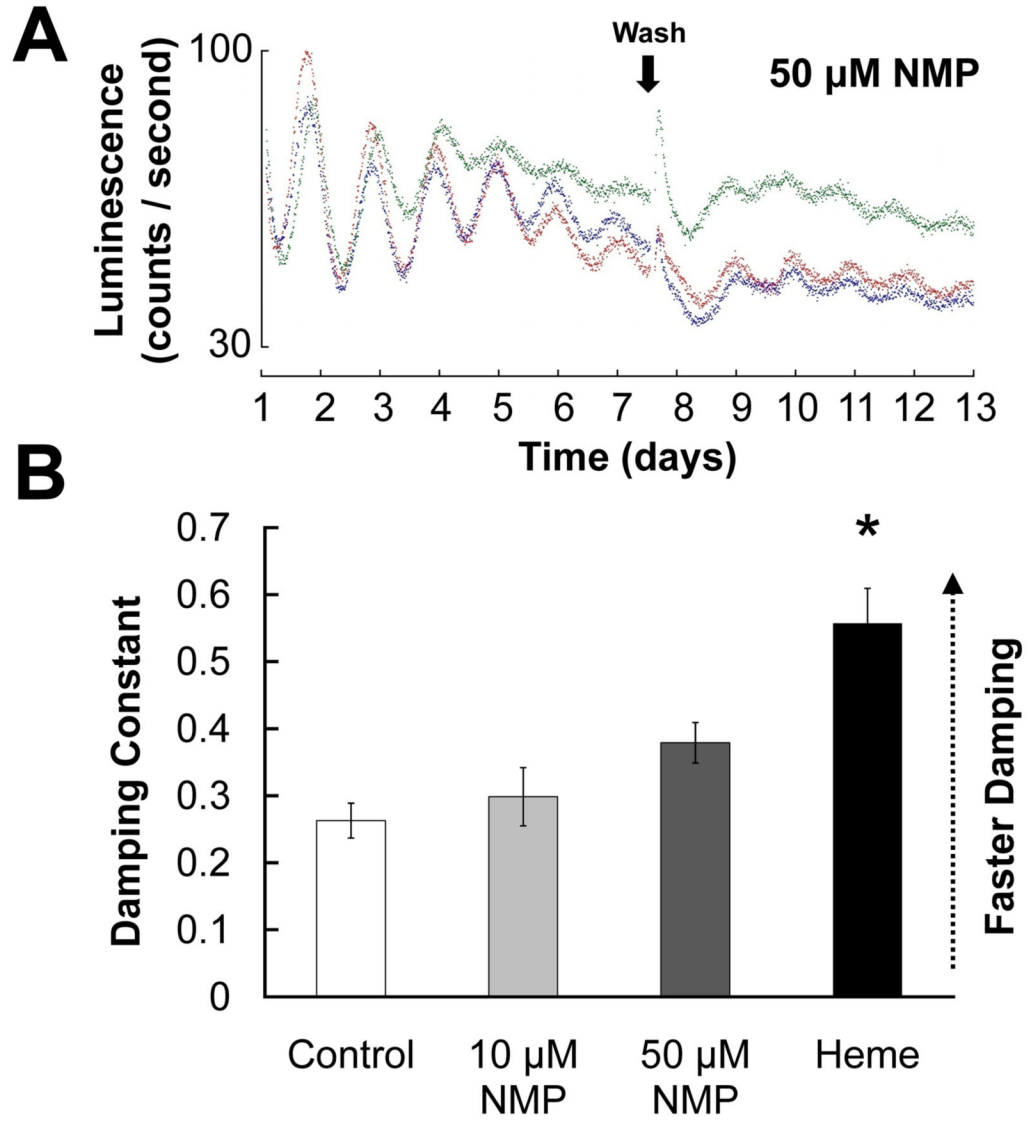 A
Luminescence
(counts / second)
100
30
Wash
50 µM NMP
1 2 3 4 5 6 7 8 9 10 11 12 13
Time (days)
B
Damping Constant
0.7
0.6
0.5
0.4
0.3
0.2
0.1
0
*
Faster Damping
Control
10 µM
NMP
50 µM
NMP
Heme